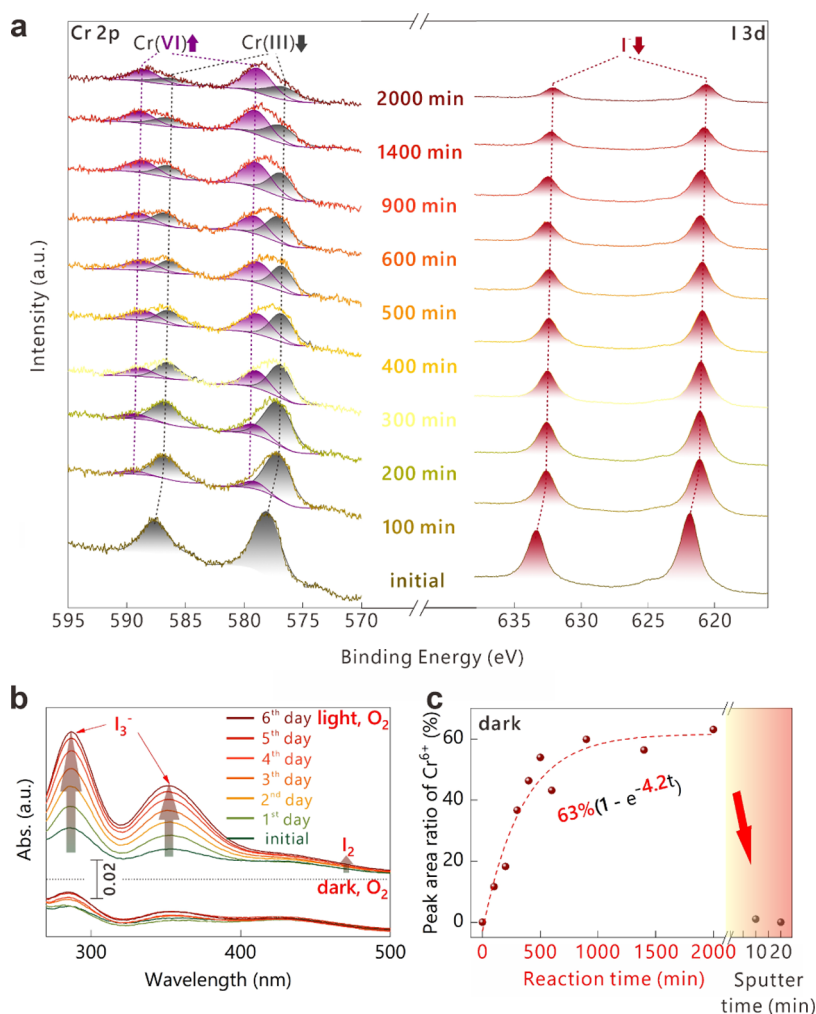 a
Cr 2p
Cr(VI)
Cr(III)
I⁻
I 3d
2000 min
1400 min
900 min
600 min
500 min
400 min
300 min
200 min
100 min
initial
Intensity (a.u.)
595 590 585 580 575 570 635 630 625 620
Binding Energy (eV)
b
I₃⁻
6th day
5th day
4th day
3th day
2nd day
1st day
initial
light, O₂
I₂
0.02
dark, O₂
Abs. (a.u.)
300 400 500
Wavelength (nm)
c
dark
63%(1 - e^-4.2t)
Peak area ratio of Cr⁶⁺ (%)
60
40
20
0
0 500 1000 1500 2000 10 20
Reaction time (min)
Sputter
time (min)